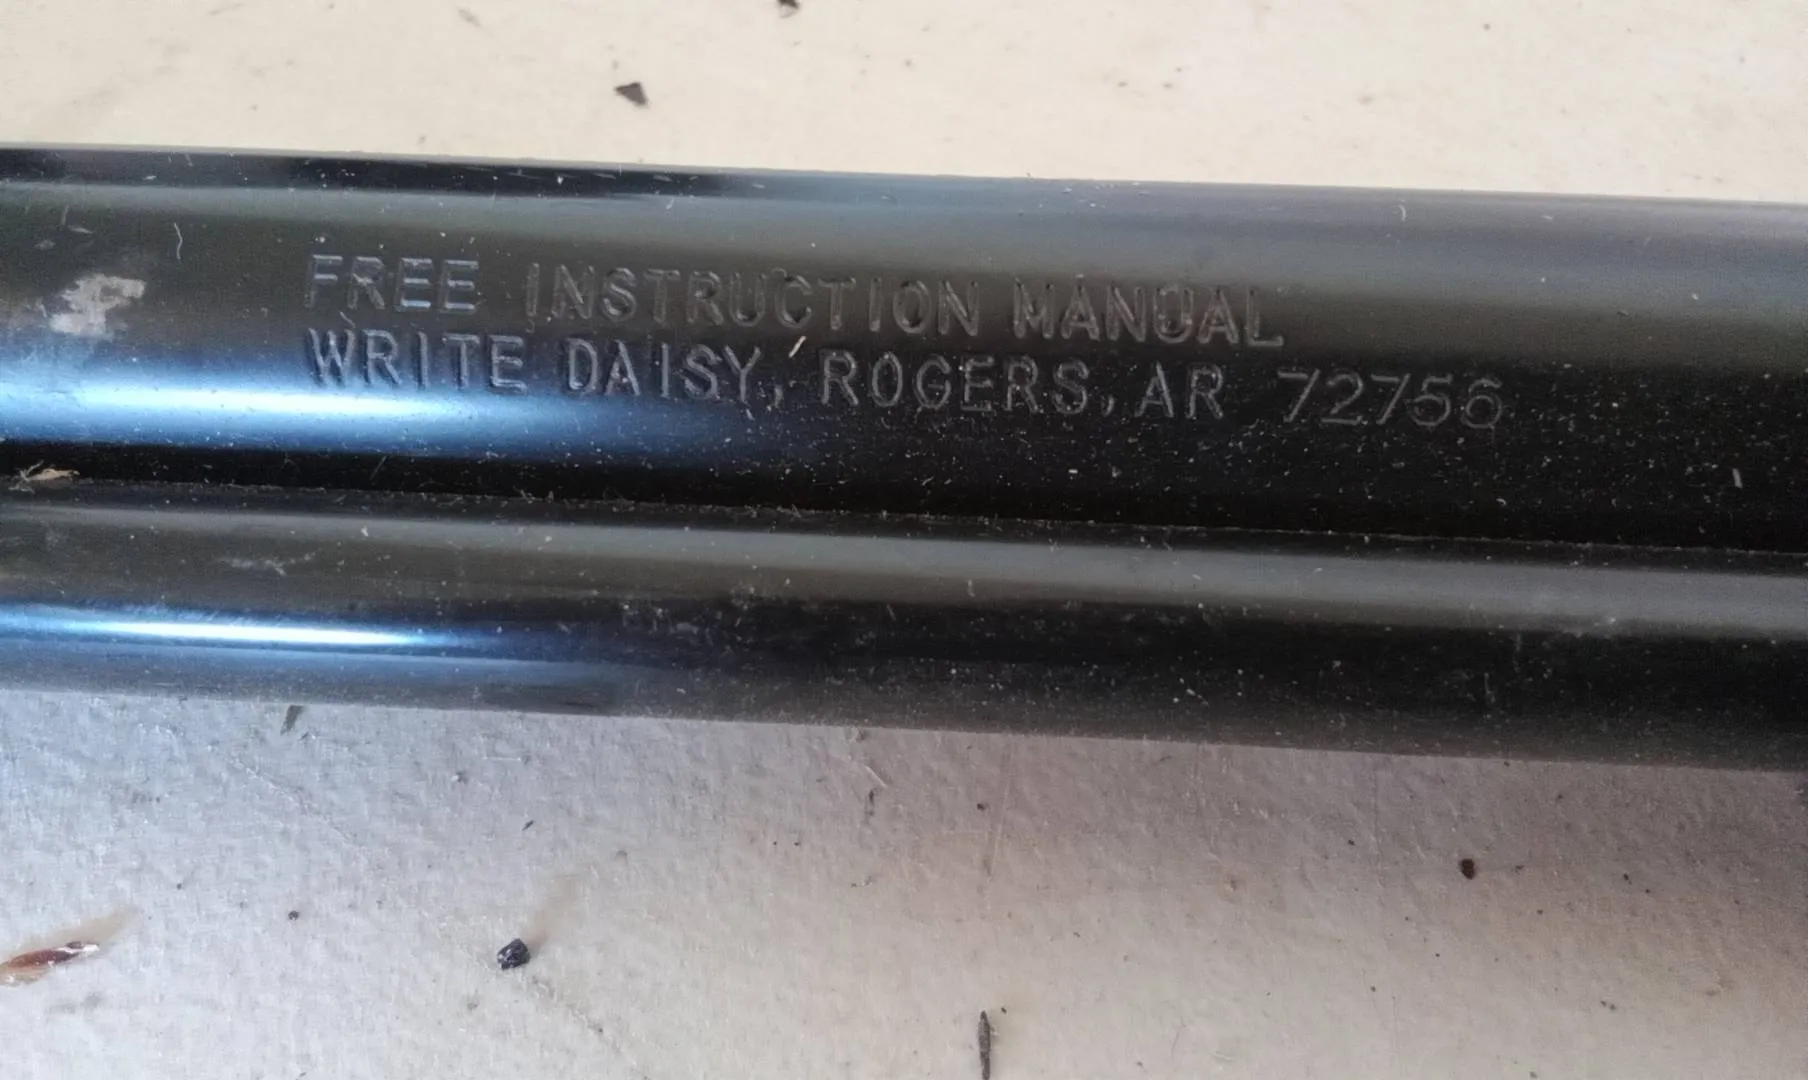 FREE INSTRUCTION MANUAL
WRITE DAISY, ROGERS, AR 72756